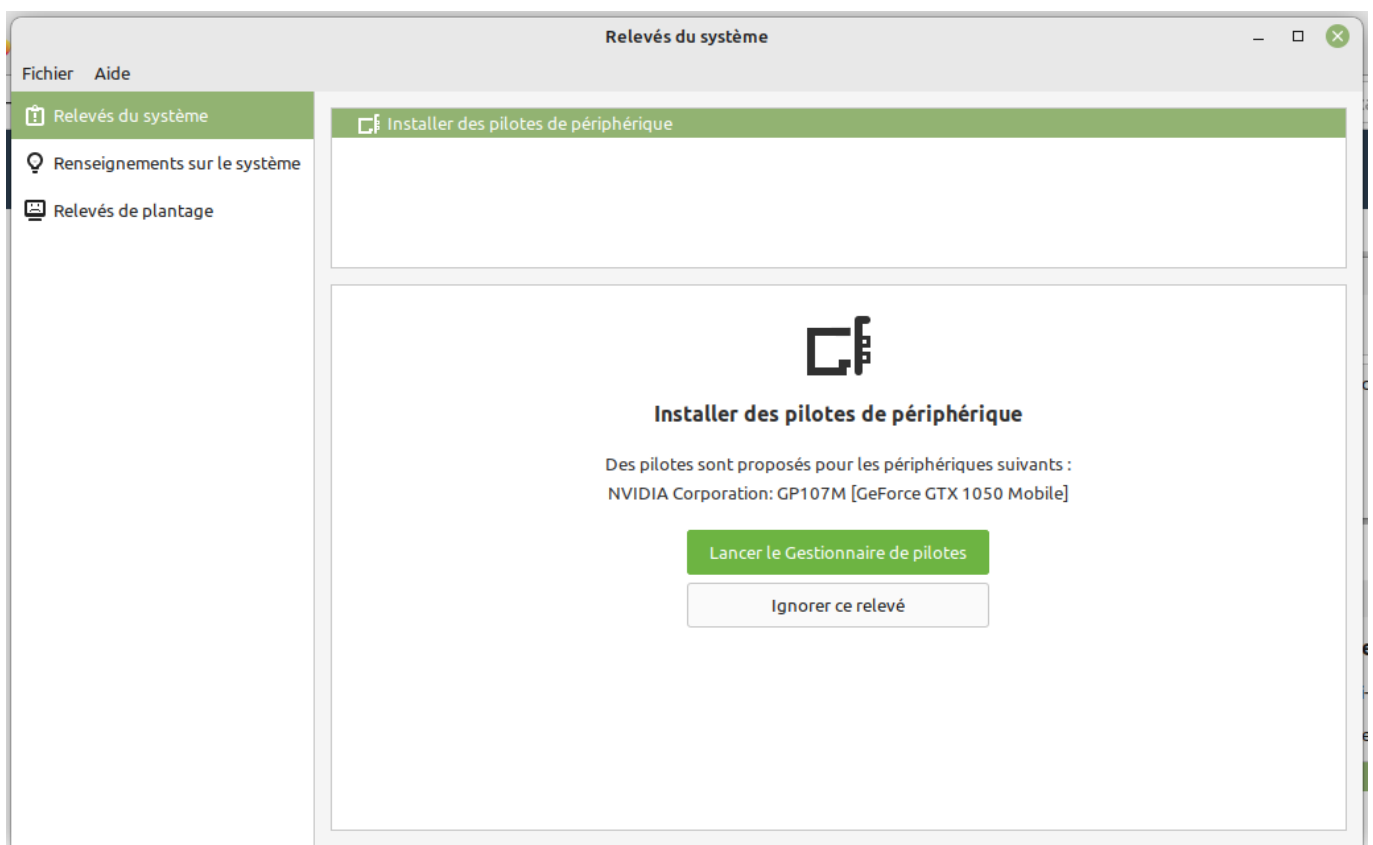 Relevés du système
Fichier Aide
Relevés du système
Renseignements sur le système
Relevés de plantage
Installer des pilotes de périphérique
Installer des pilotes de périphérique
Des pilotes sont proposés pour les périphériques suivants :
NVIDIA Corporation: GP107M [GeForce GTX 1050 Mobile]
Lancer le Gestionnaire de pilotes
Ignorer ce relevé